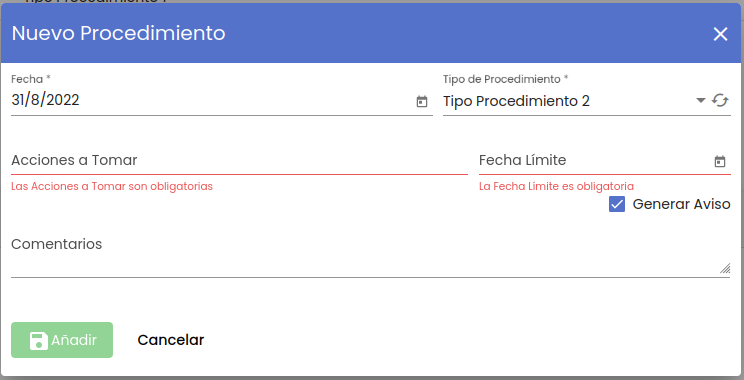 Nuevo Procedimiento
Fecha *
Tipo de Procedimiento *
31/8/2022
Tipo Procedimiento 2
Acciones a Tomar
Fecha Límite
Las Acciones a Tomar son obligatorias
La Fecha Límite es obligatoria
Generar Aviso
Comentarios
Añadir
Cancelar